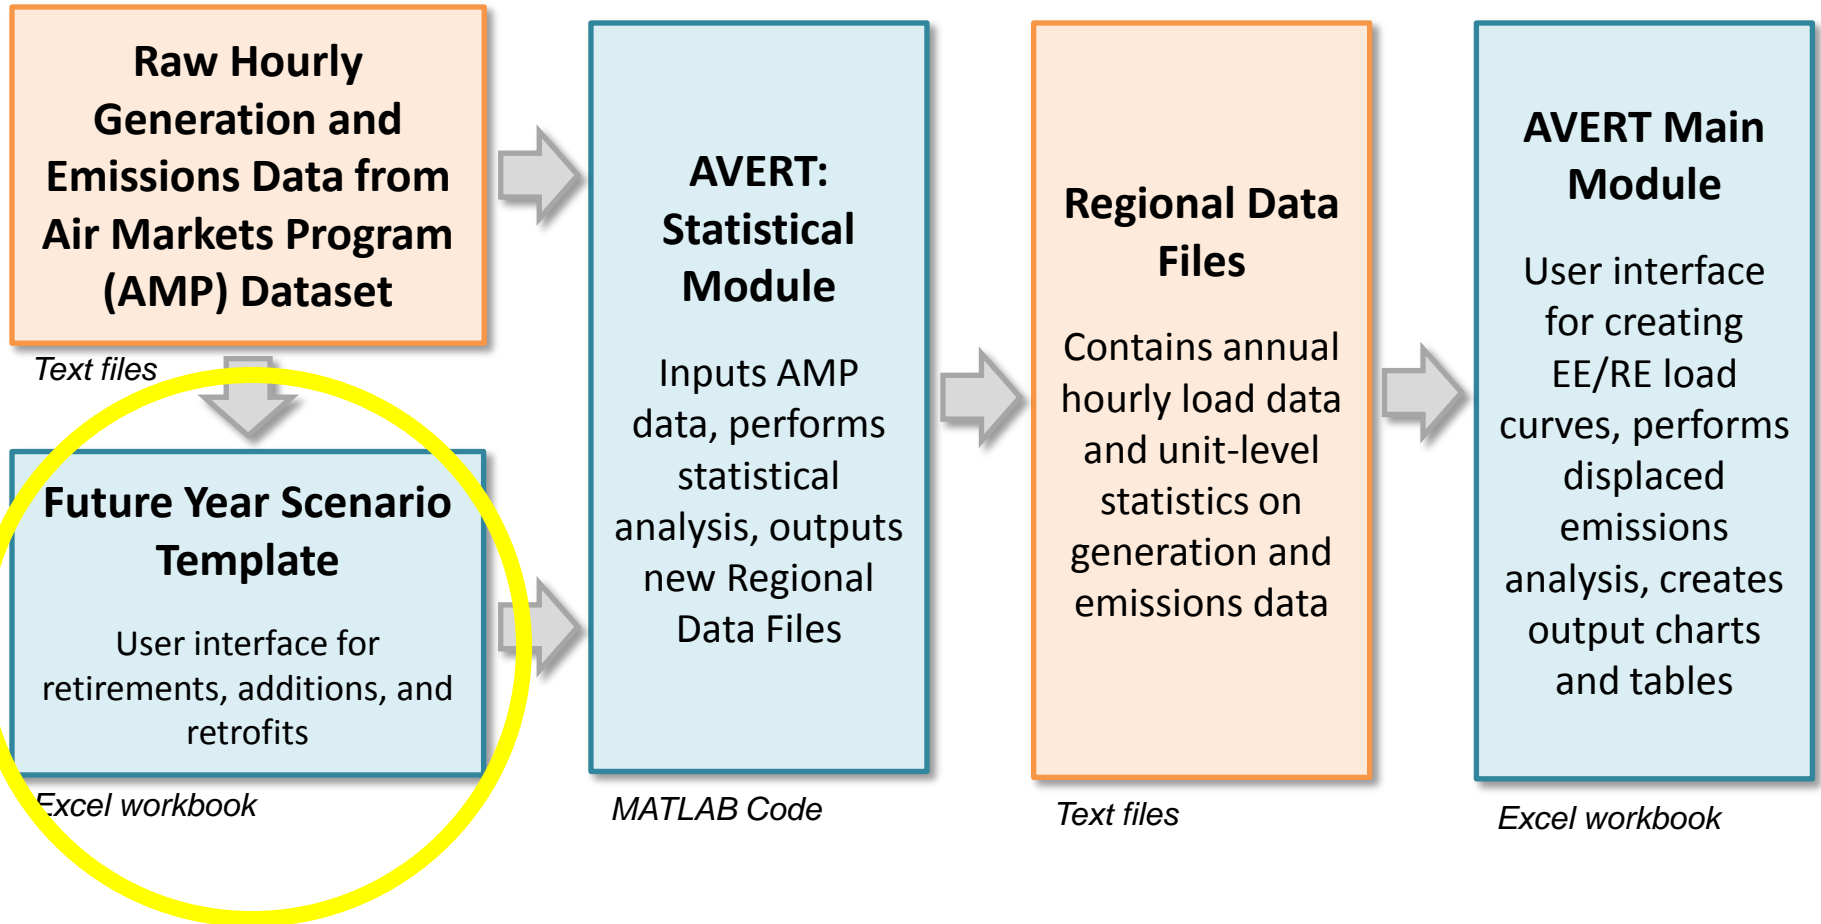 Raw Hourly
Generation and
Emissions Data from
Air Markets Program
(AMP) Dataset
Text files
Future Year Scenario
Template
User interface for
retirements, additions, and
retrofits
Excel workbook
AVERT:
Statistical
Module
Inputs AMP
data, performs
statistical
analysis, outputs
new Regional
Data Files
MATLAB Code
Regional Data
Files
Contains annual
hourly load data
and unit-level
statistics on
generation and
emissions data
Text files
AVERT Main
Module
User interface
for creating
EE/RE load
curves, performs
displaced
emissions
analysis, creates
output charts
and tables
Excel workbook